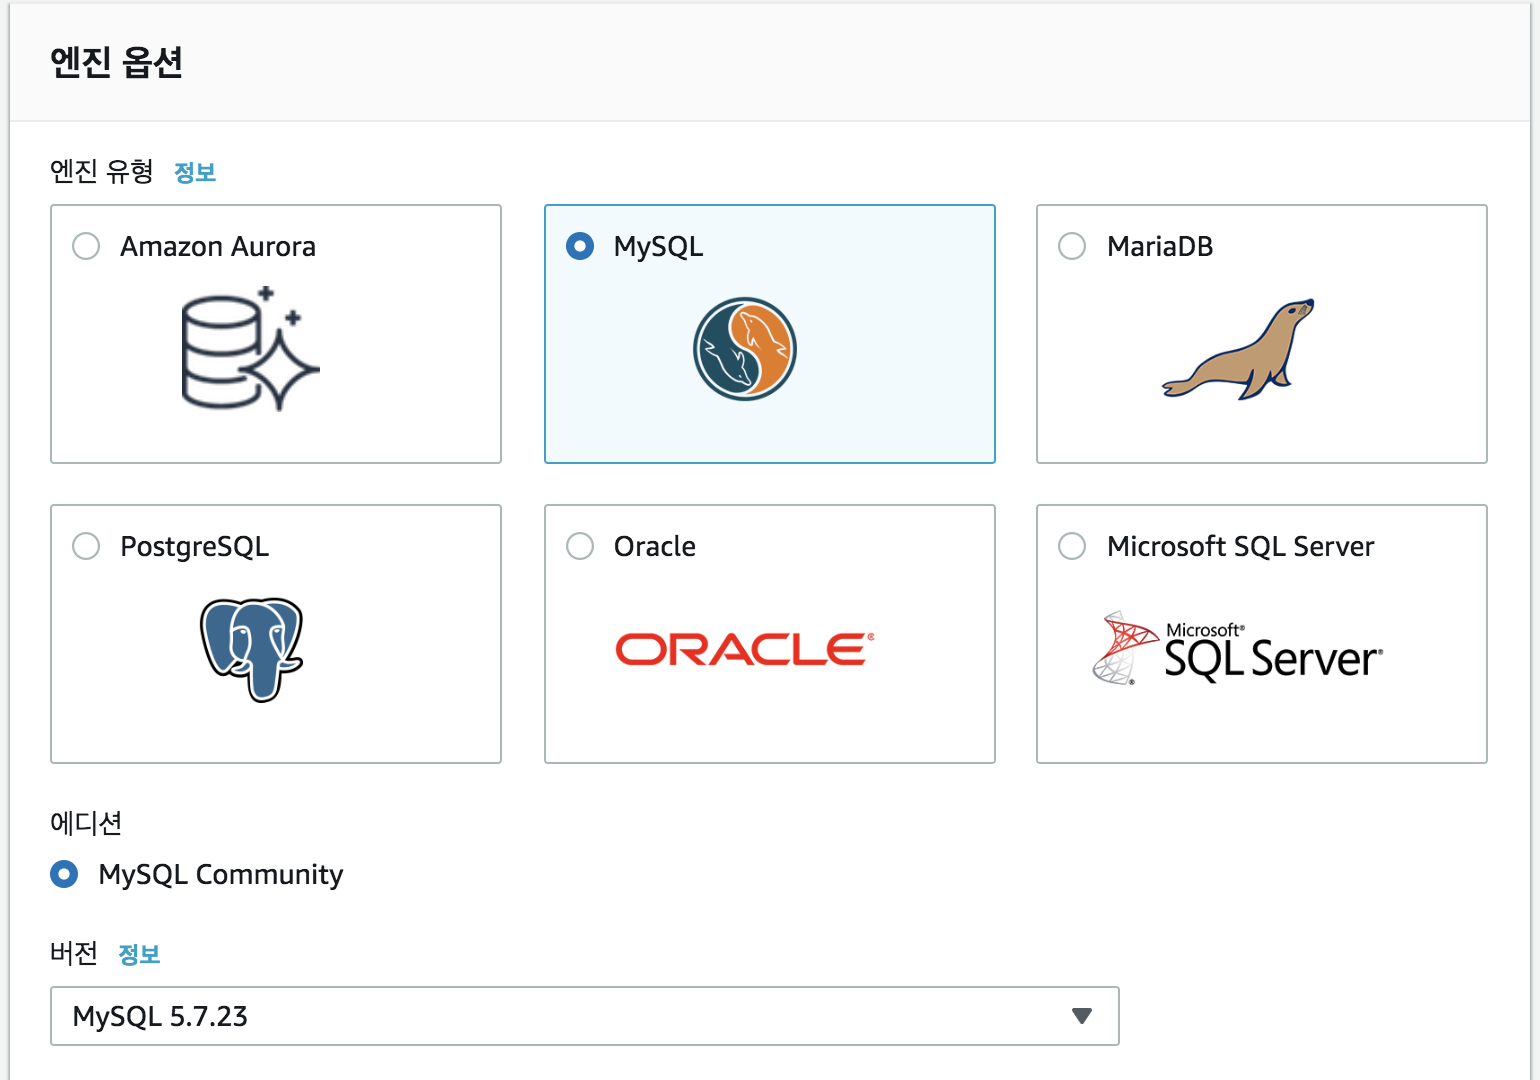 엔진 옵션
엔진 유형 정보
Amazon Aurora
MySQL
MariaDB
PostgreSQL
Oracle
ORACLE®
Microsoft SQL Server
Microsoft®
SQL Server®
에디션
MySQL Community
버전 정보
MySQL 5.7.23